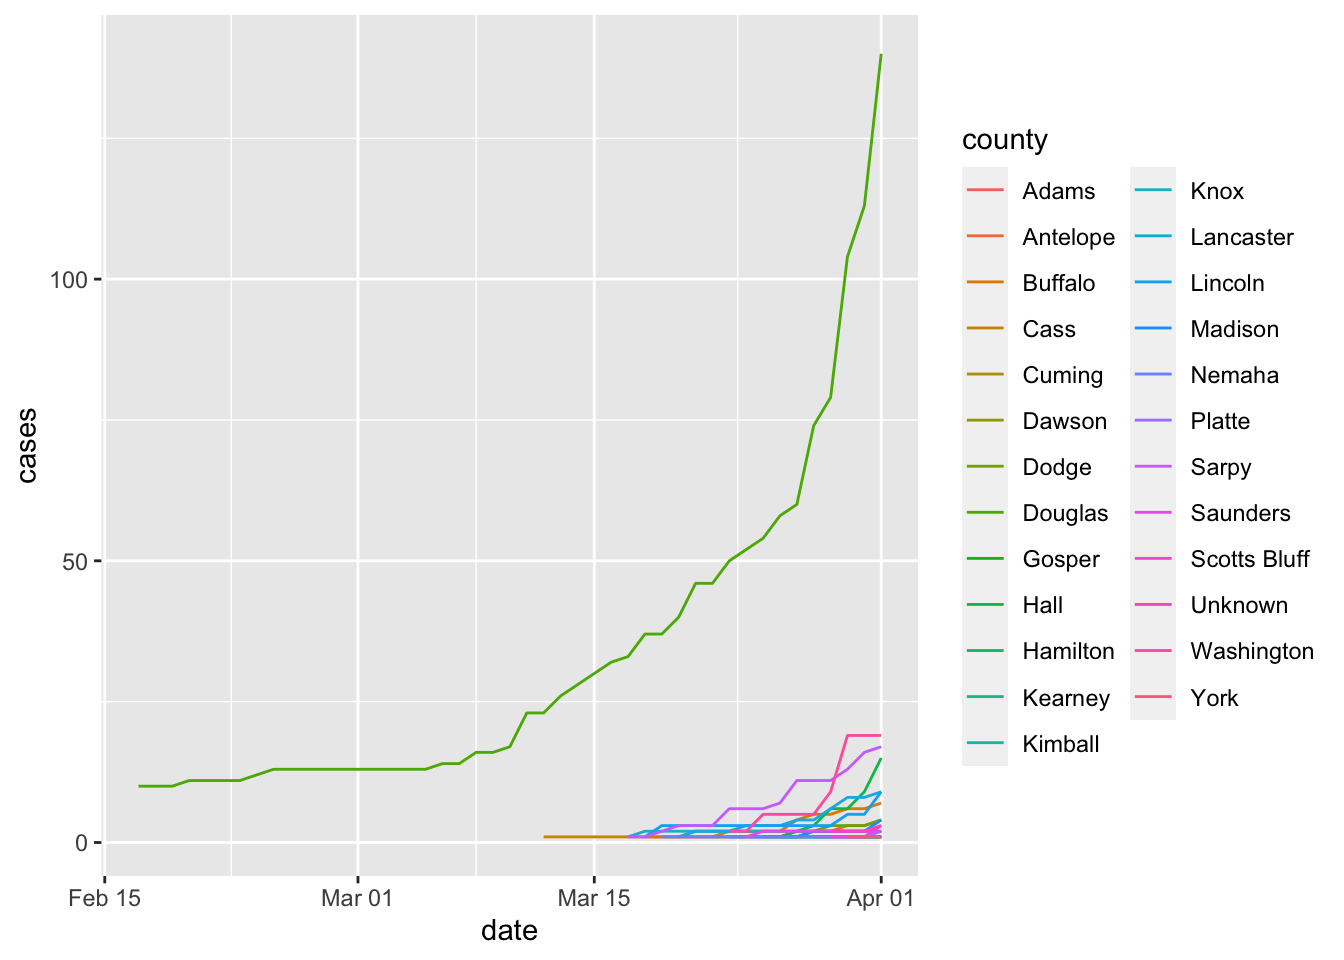 100
50
0
cases
Feb 15
Mar 01
Mar 15
Apr 01
date
county
Adams
Antelope
Buffalo
Cass
Cuming
Dawson
Dodge
Douglas
Gosper
Hall
Hamilton
Kearney
Kimball
Knox
Lancaster
Lincoln
Madison
Nemaha
Platte
Sarpy
Saunders
Scotts Bluff
Unknown
Washington
York